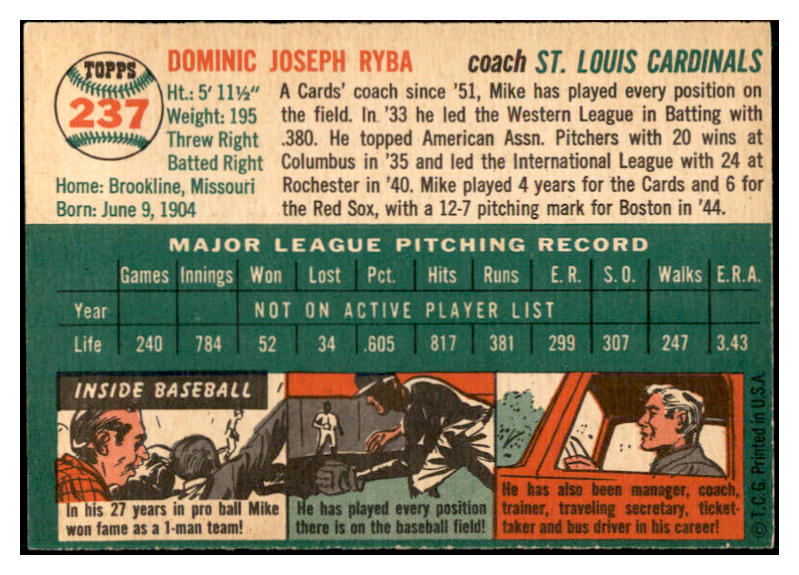 TOPPS
237
DOMINIC JOSEPH RYBA
coach ST. LOUIS CARDINALS
Ht.: 5' 11½"
Weight: 195
Threw Right
Batted Right
Home: Brookline, Missouri
Born: June 9, 1904
A Cards' coach since '51, Mike has played every position on
the field. In '33 he led the Western League in Batting with
.380. He topped American Assn. Pitchers with 20 wins at
Columbus in '35 and led the International League with 24 at
Rochester in '40. Mike played 4 years for the Cards and 6 for
the Red Sox, with a 12-7 pitching mark for Boston in '44.
MAJOR LEAGUE PITCHING RECORD
Games Innings Won Lost Pct. Hits Runs E.R. S.O. Walks E.R.A.
Year NOT ON ACTIVE PLAYER LIST
Life 240 784 52 34 .605 817 381 299 307 247 3.43
INSIDE BASEBALL
In his 27 years in pro ball Mike
won fame as a 1-man team!
He has played every position
there is on the baseball field!
He has also been manager, coach,
trainer, traveling secretary, ticket-
taker and bus driver in his career!
© T.C.G. Printed in U.S.A.